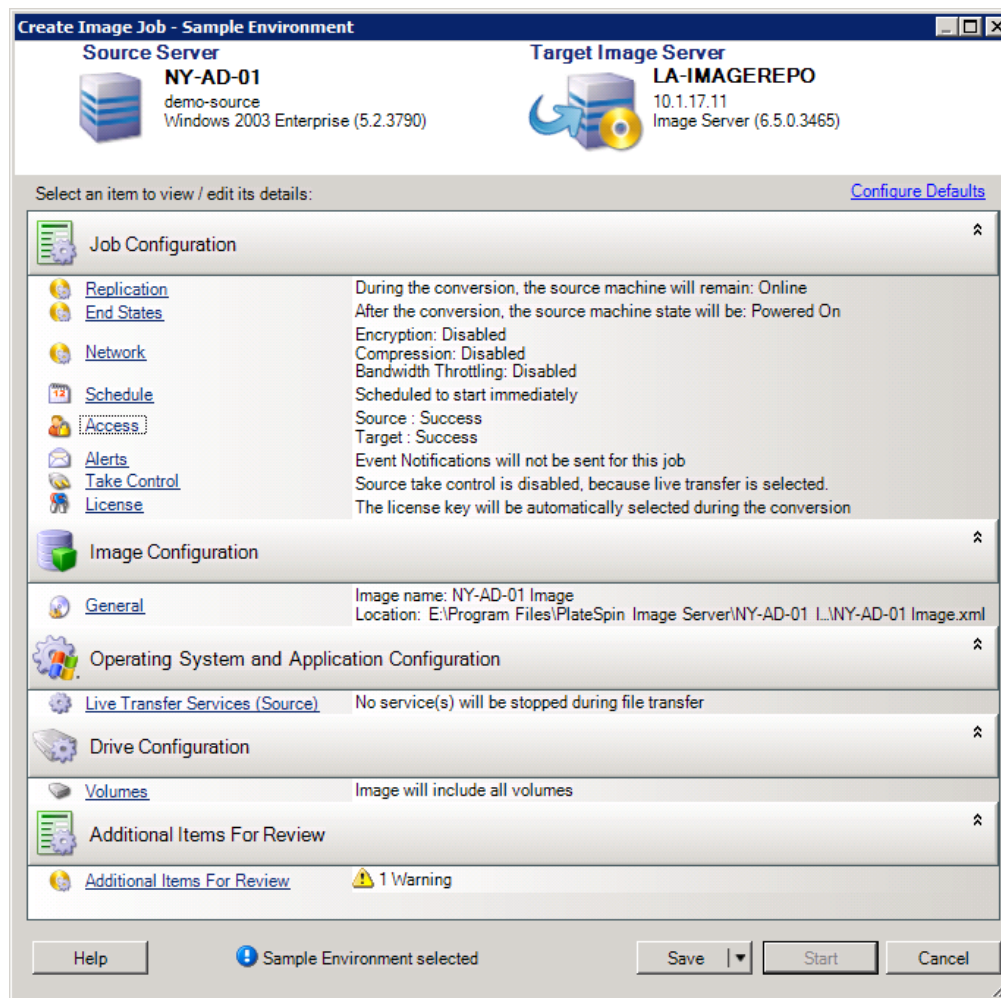 Create Image Job - Sample Environment
Source Server
NY-AD-01
demo-source
Windows 2003 Enterprise (5.2.3790)
Target Image Server
LA-IMAGEREPO
10.1.17.11
Image Server (6.5.0.3465)
Select an item to view / edit its details:
Configure Defaults
Job Configuration
Replication During the conversion, the source machine will remain: Online
End States After the conversion, the source machine state will be: Powered On
Network
Encryption: Disabled
Compression: Disabled
Bandwidth Throttling: Disabled
12
Schedule Scheduled to start immediately
Access
Source : Success
Target : Success
Alerts Event Notifications will not be sent for this job
Take Control Source take control is disabled, because live transfer is selected.
License The license key will be automatically selected during the conversion
Image Configuration
General
Image name: NY-AD-01 Image
Location: E:\Program Files\PlateSpin Image Server\NY-AD-01 I...\NY-AD-01 Image.xml
Operating System and Application Configuration
Live Transfer Services (Source) No service(s) will be stopped during file transfer
Drive Configuration
Volumes Image will include all volumes
Additional Items For Review
Additional Items For Review 1 Warning
Help Sample Environment selected Save Start Cancel